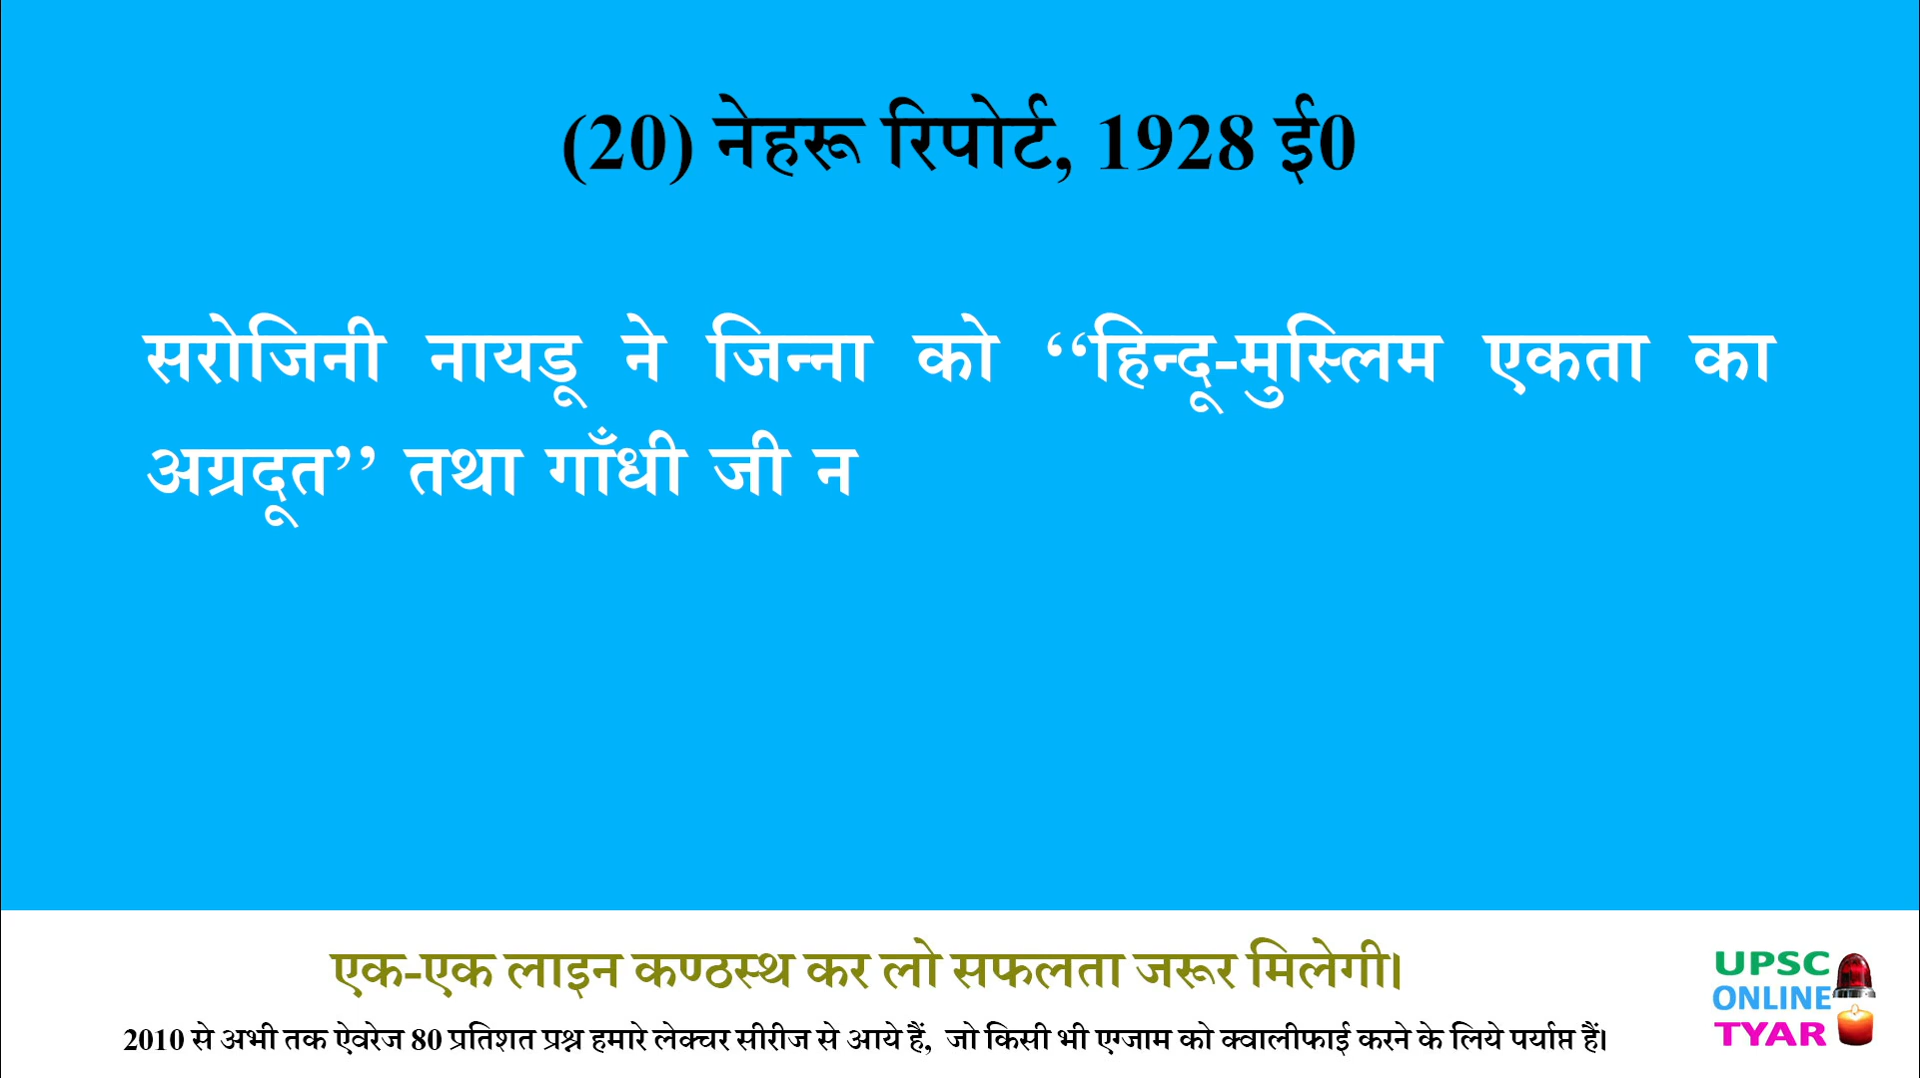 (20) नेहरू रिपोर्ट, 1928 ई0
सरोजिनी नायडू ने जिन्ना को ‘‘हिन्दू-मुस्लिम एकता का
अग्रदूत’’ तथा गाँधी जी न
एक-एक लाइन कण्ठस्थ कर लो सफलता जरूर मिलेगी।
2010 से अभी तक ऐवरेज 80 प्रतिशत प्रश्न हमारे लेक्चर सीरीज से आये हैं, जो किसी भी एग्जाम को क्वालीफाई करने के लिये पर्याप्त हैं।
UPSC
ONLINE
TYAR